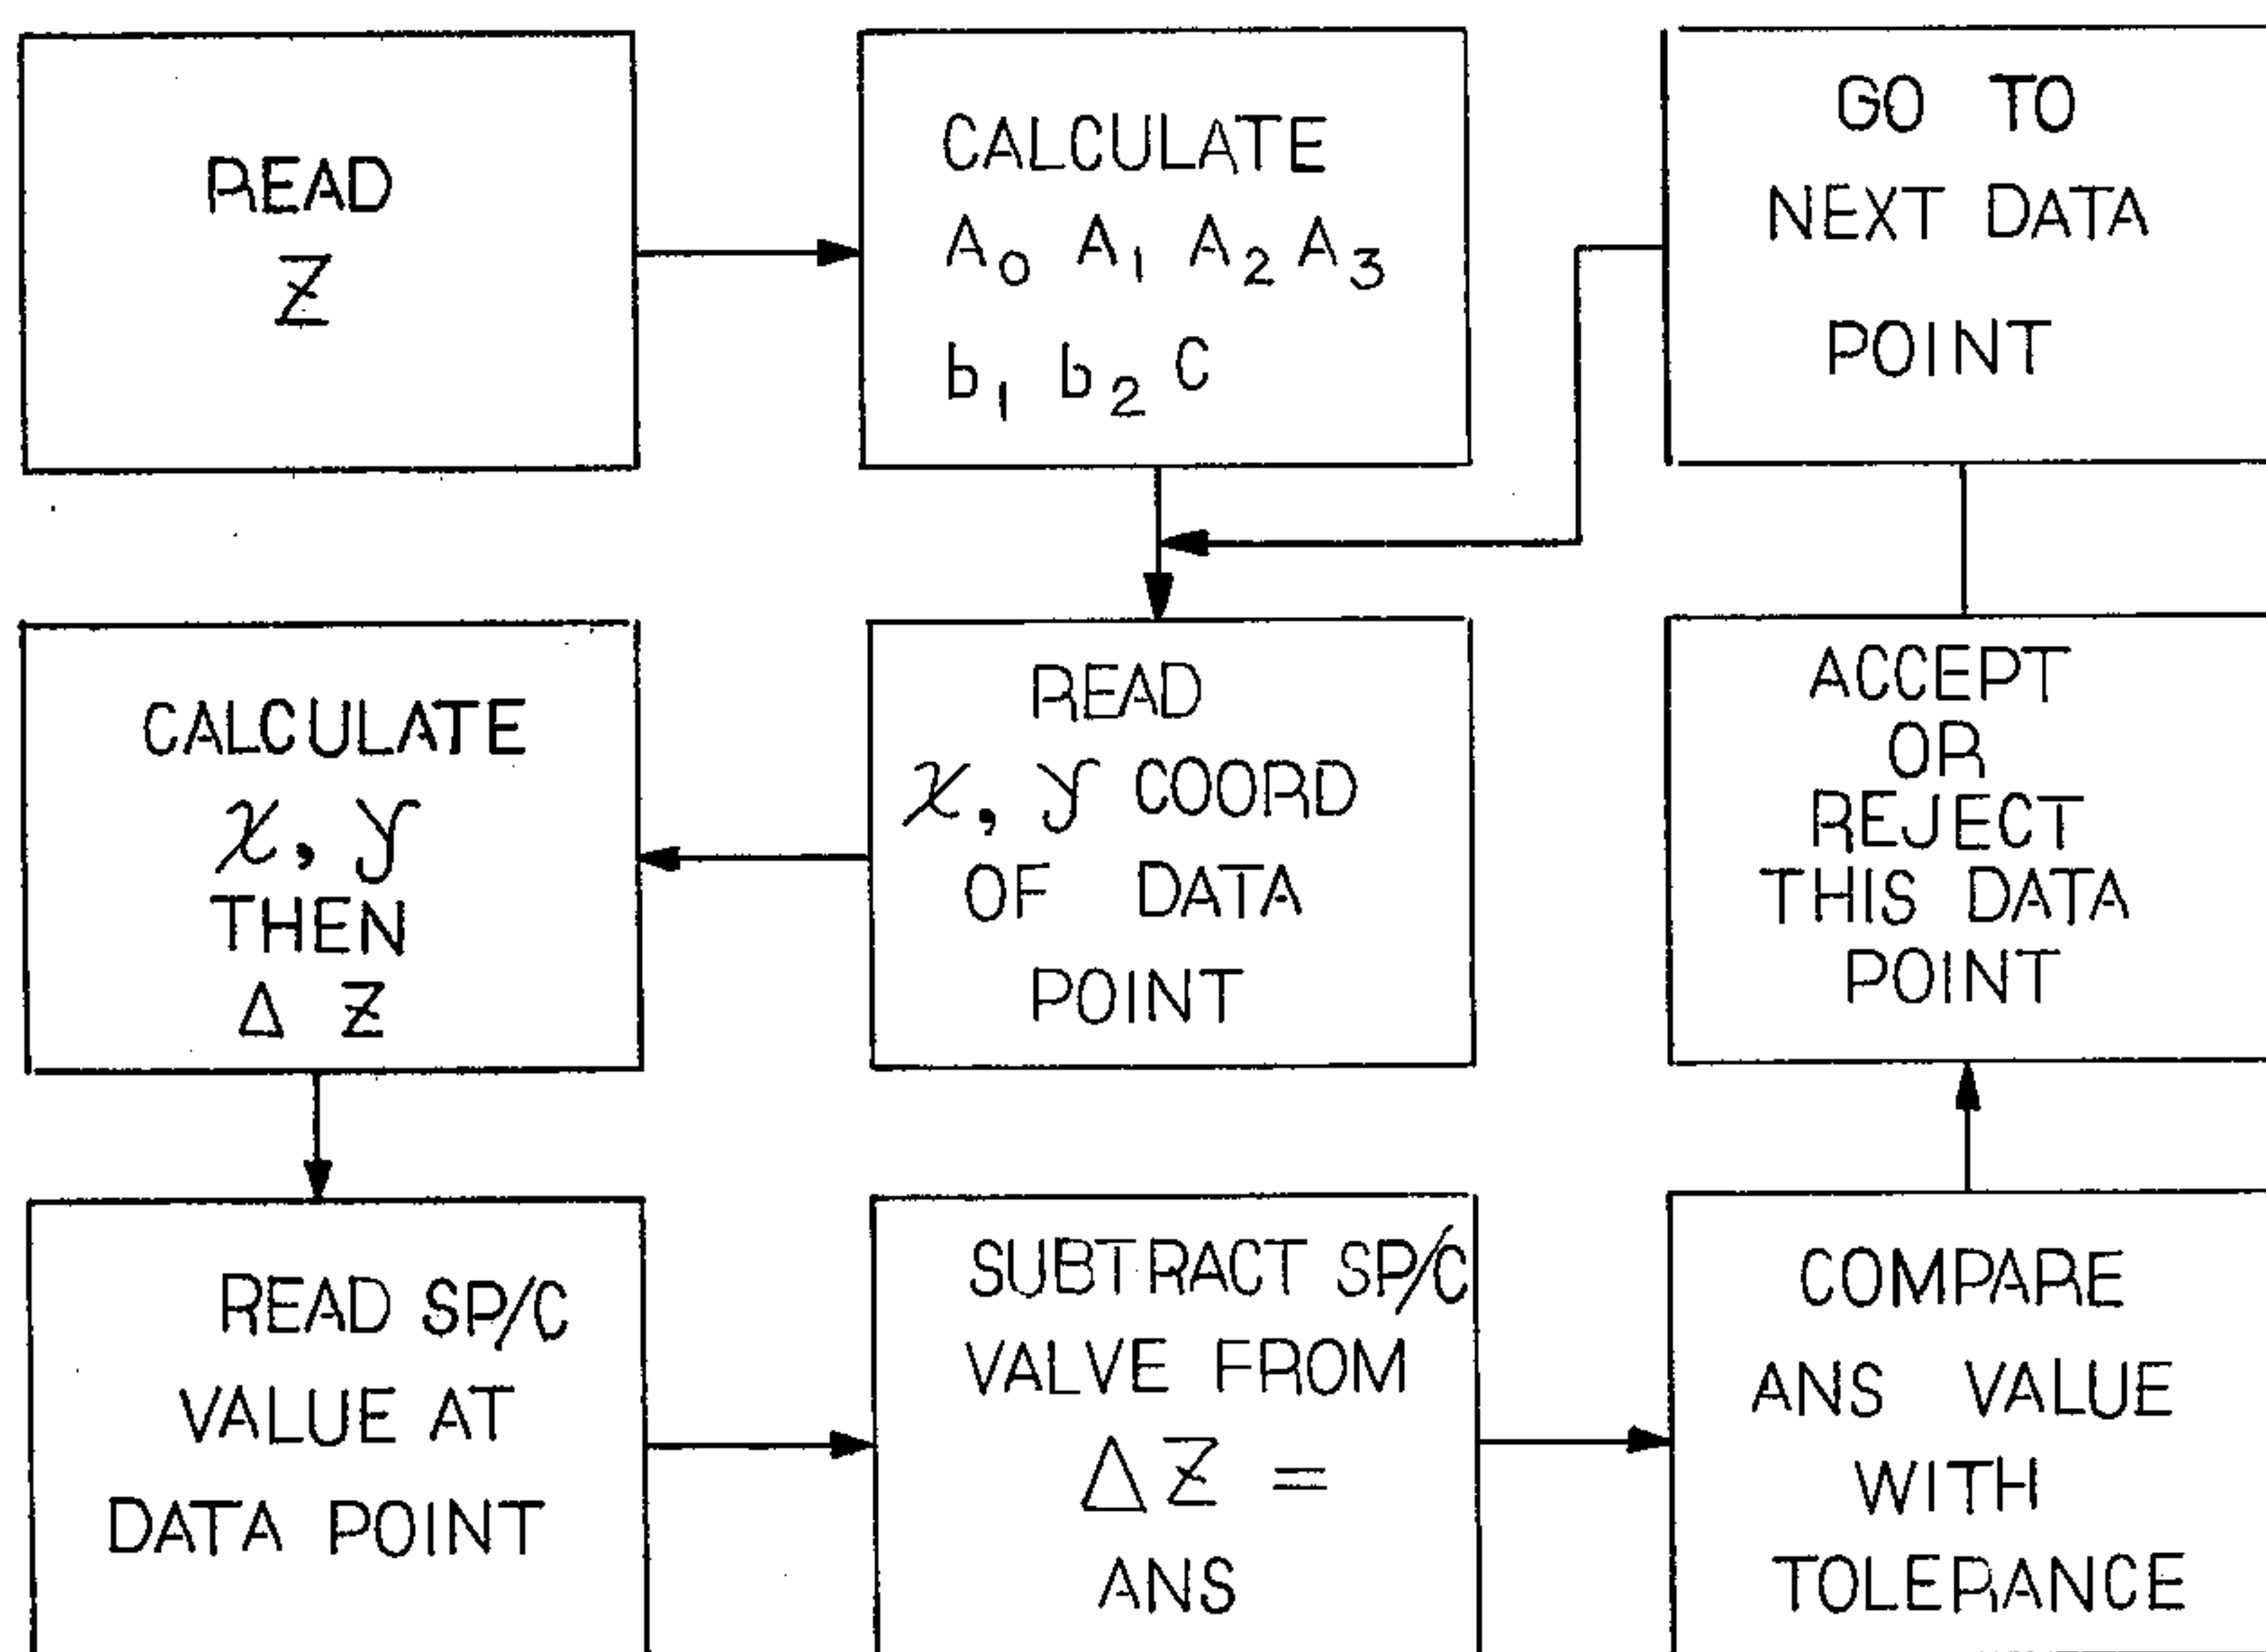 READ
Z
CALCULATE
A₀ A₁ A₂ A₃
b₁ b₂ C
GO TO
NEXT DATA
POINT
CALCULATE
x, y
THEN
Δ Z
READ
x, y COORD
OF DATA
POINT
ACCEPT
OR
REJECT
THIS DATA
POINT
READ SP/C
VALUE AT
DATA POINT
SUBTRACT SP/C
VALVE FROM
Δ Z =
ANS
COMPARE
ANS VALUE
WITH
TOLERANCE